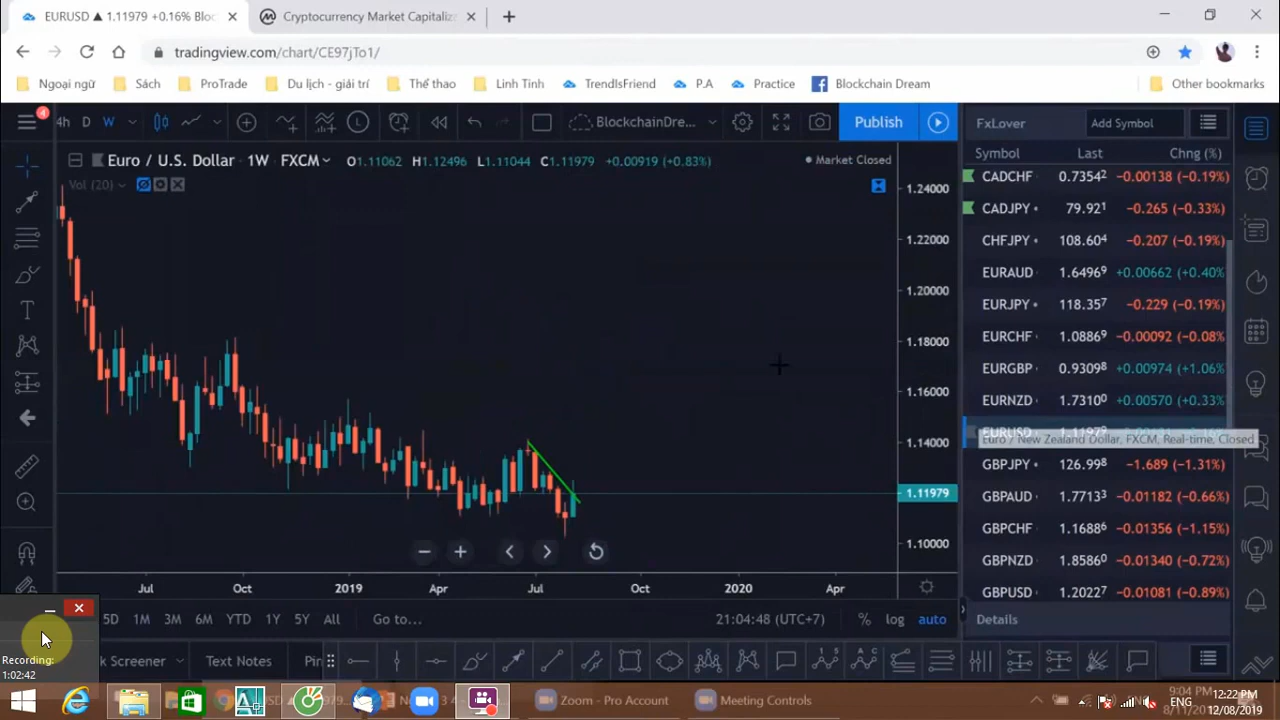 EURUSD ▲ 1.11979 +0.16% Bloc
Cryptocurrency Market Capitaliz
tradingview.com/chart/CE97jTo1/
Ngoại ngữ
Sách
ProTrade
Du lịch - giải trí
Thể thao
Linh Tinh
TrendIsFriend
P.A
Practice
Blockchain Dream
Other bookmarks
4
4h D W
BlockchainDre...
Publish
FxLover
Add Symbol
Euro / U.S. Dollar · 1W FXCM
O1.11062 H1.12496 L1.11044 C1.11979 +0.00919 (+0.83%)
Market Closed
Vol (20)
Symbol Last Chng (%)
CADCHF 0.73542 -0.00138 (-0.19%)
CADJPY 79.921 -0.265 (-0.33%)
CHFJPY 108.604 -0.207 (-0.19%)
EURAUD 1.64969 +0.00662 (+0.40%
EURJPY 118.357 -0.229 (-0.19%)
EURCHF 1.08869 -0.00092 (-0.08%)
EURGBP 0.93098 +0.00974 (+1.06%
EURNZD 1.73100 +0.00570 (+0.33%
Euro / New Zealand Dollar, FXCM, Real-time, Closed
GBPJPY 126.998 -1.689 (-1.31%)
GBPAUD 1.77133 -0.01182 (-0.66%)
GBPCHF 1.16886 -0.01356 (-1.15%)
GBPNZD 1.85860 -0.01340 (-0.72%)
GBPUSD 1.20227 -0.01081 (-0.89%)
1.24000
1.22000
1.20000
1.18000
1.16000
1.14000
1.11979
1.10000
Jul Oct 2019 Apr Jul Oct 2020 Apr
5D 1M 3M 6M YTD 1Y 5Y All Go to...
21:04:48 (UTC+7) % log auto
Details
Recording:
1:02:42
k Screener
Text Notes
Pin
Zoom - Pro Account
Meeting Controls
ENG
12:22 PM
12/08/2019
9:04 PM